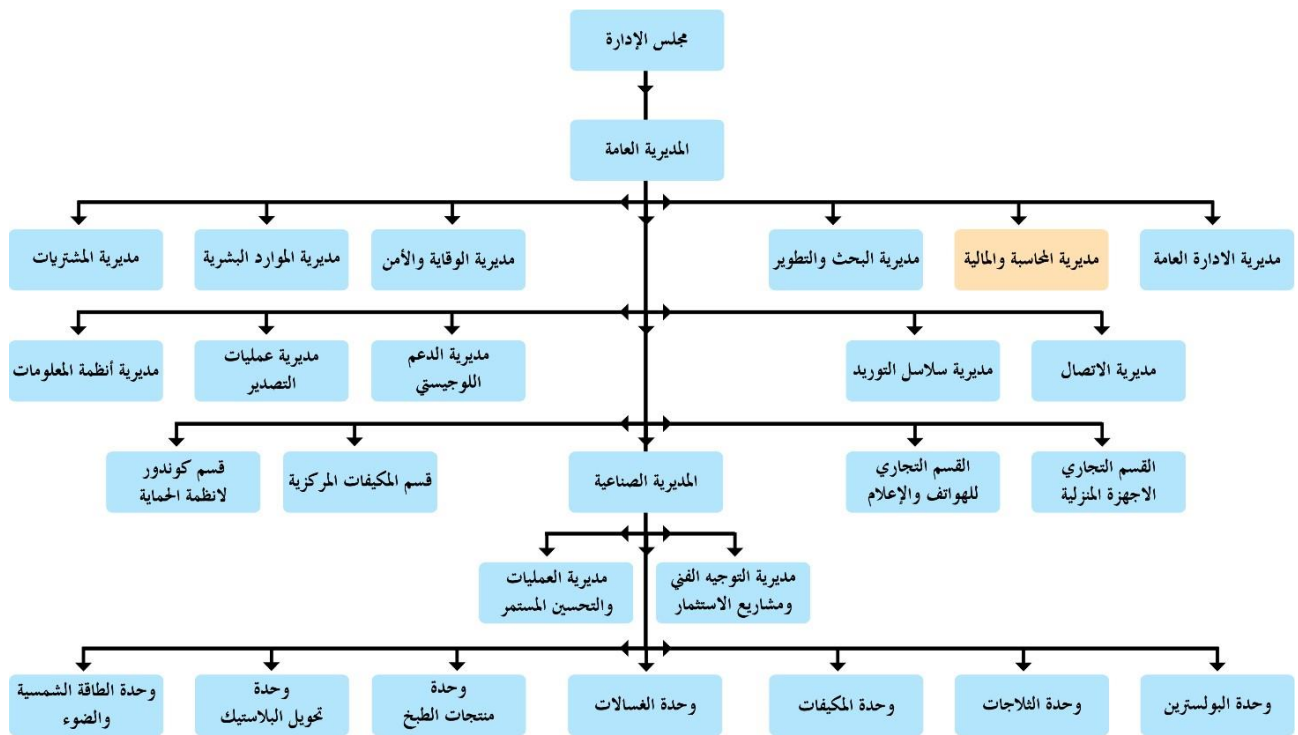 مجلس الإدارة
المديرية العامة
مديرية الادارة العامة
مديرية المحاسبة والمالية
مديرية البحث والتطوير
مديرية الوقاية والأمن
مديرية الموارد البشرية
مديرية المشتريات
مديرية الاتصال
مديرية سلاسل التوريد
مديرية الدعم
اللوجيستي
مديرية عمليات
التصدير
مديرية أنظمة المعلومات
القسم التجاري
الاجهزة المنزلية
القسم التجاري
للهواتف والإعلام
المديرية الصناعية
قسم المكيفات المركزية
قسم كوندور
لانظمة الحماية
مديرية التوجيه الفني
ومشاريع الاستثمار
مديرية العمليات
والتحسين المستمر
وحدة البولسترين
وحدة الثلاجات
وحدة المكيفات
وحدة الغسالات
وحدة
منتجات الطبخ
وحدة
تحويل البلاستيك
وحدة الطاقة الشمسية
والضوء